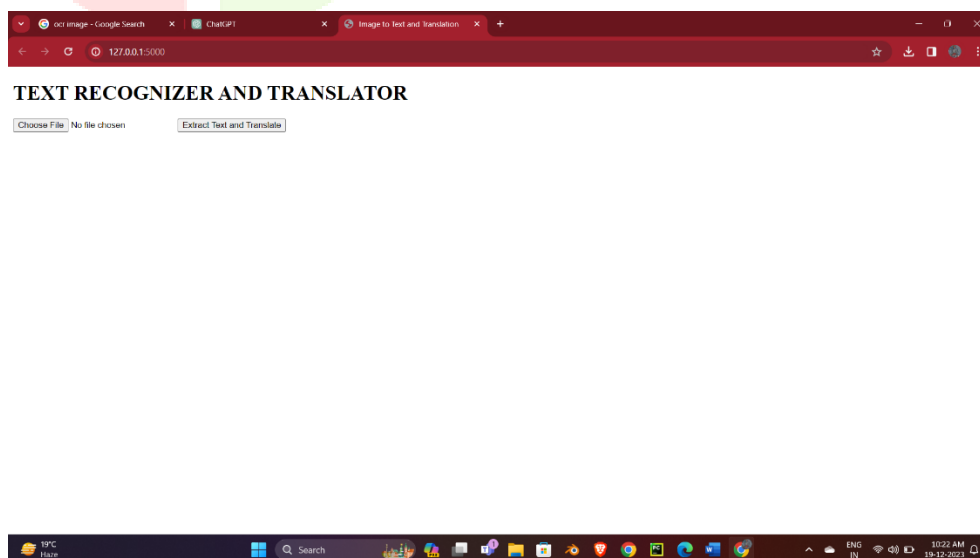 ocr image - Google Search
ChatGPT
Image to Text and Translation
127.0.0.1:5000
TEXT RECOGNIZER AND TRANSLATOR
Choose File No file chosen Extract Text and Translate
19°C
Haze
Search
ENG
IN
10:22 AM
19-12-2023